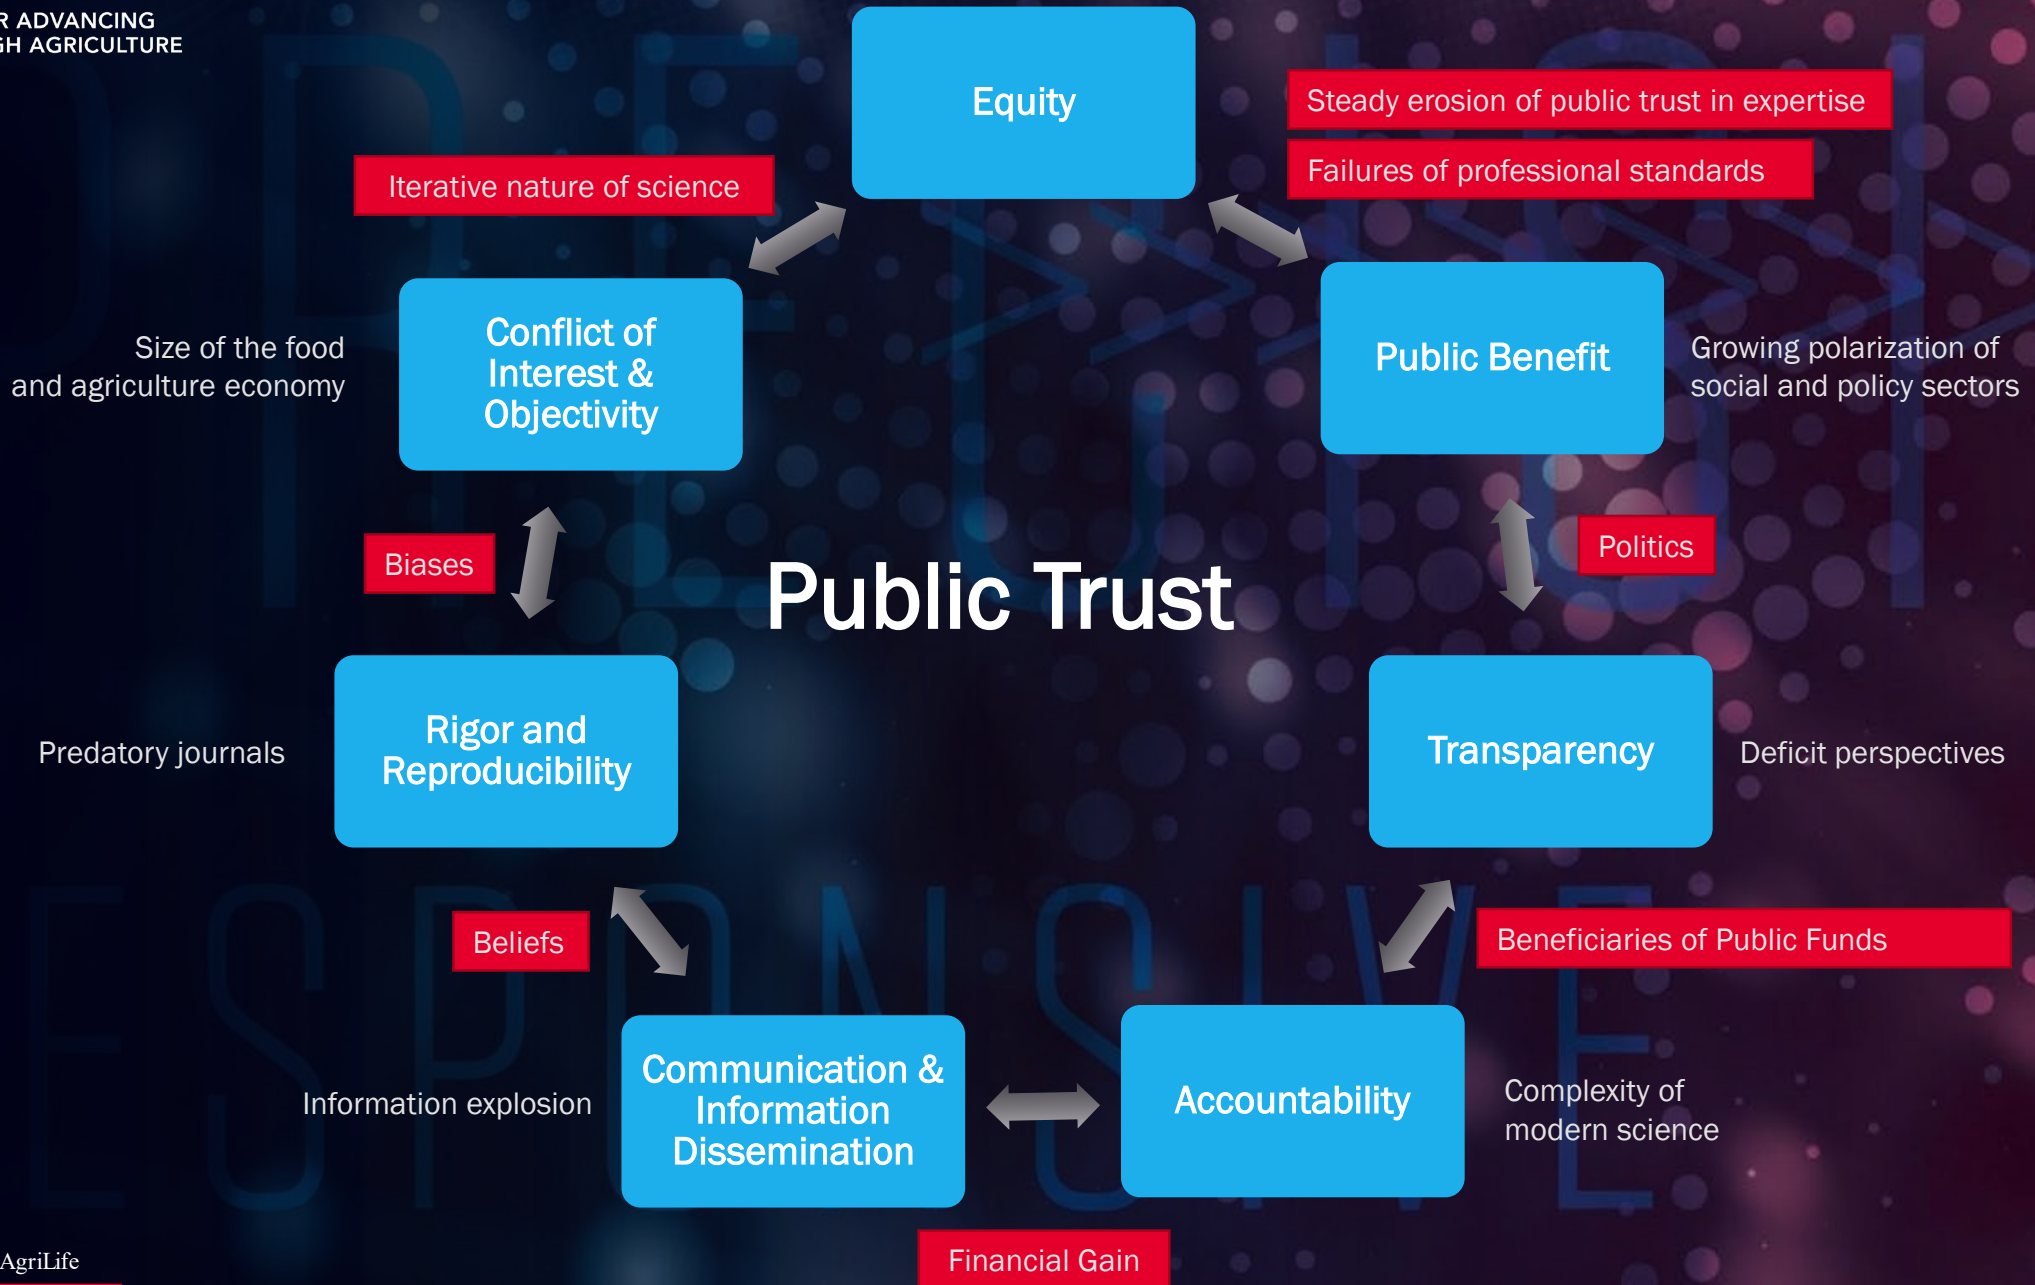 R ADVANCING
GH AGRICULTURE
Equity
Steady erosion of public trust in expertise
Failures of professional standards
Iterative nature of science
Conflict of
Interest &
Objectivity
Size of the food
and agriculture economy
Public Benefit
Growing polarization of
social and policy sectors
Biases
Politics
Public Trust
Rigor and
Reproducibility
Predatory journals
Transparency
Deficit perspectives
Beliefs
Beneficiaries of Public Funds
Communication &
Information
Dissemination
Information explosion
Accountability
Complexity of
modern science
Financial Gain
AgriLife